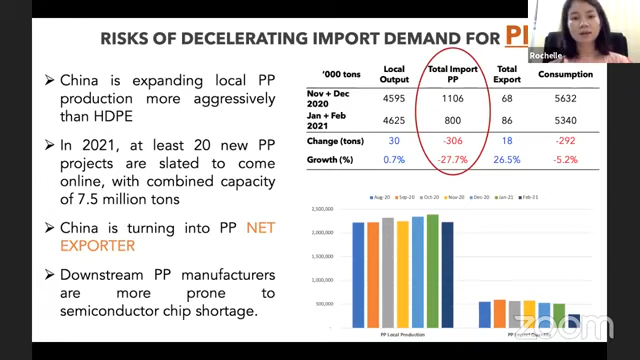 RISKS OF DECELERATING IMPORT DEMAND FOR
Rochelle
➢ China is expanding local PP
production more aggressively
than HDPE
➢ In 2021, at least 20 new PP
projects are slated to come
online, with combined capacity
of 7.5 million tons
➢ China is turning into PP NET
EXPORTER
➢ Downstream PP manufacturers
are more prone to
semiconductor chip shortage.
'000 tons Local Output Total Import PP Total Export Consumption
Nov + Dec 2020 4595 1106 68 5632
Jan + Feb 2021 4625 800 86 5340
Change (tons) 30 -306 18 -292
Growth (%) 0.7% -27.7% 26.5% -5.2%
Aug-20 Sep-20 Oct-20 Nov-20 Dec-20 Jan-21 Feb-21
2,500,000
2,000,000
1,500,000
1,000,000
500,000
-
PP Local Production
zoom